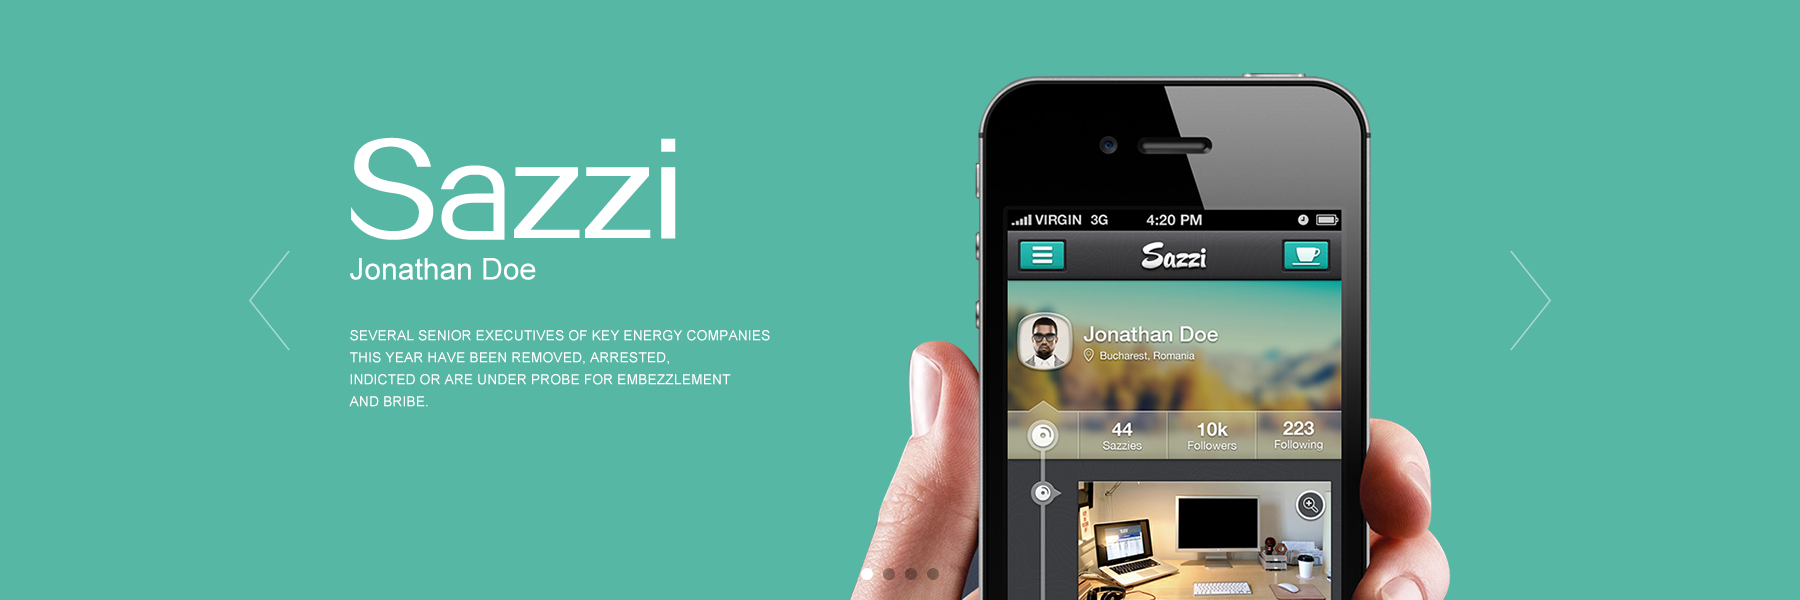 Sazzi
Jonathan Doe
SEVERAL SENIOR EXECUTIVES OF KEY ENERGY COMPANIES
THIS YEAR HAVE BEEN REMOVED, ARRESTED,
INDICTED OR ARE UNDER PROBE FOR EMBEZZLEMENT
AND BRIBE.
VIRGIN 3G 4:20 PM
Sazzi
Jonathan Doe
Bucharest, Romania
44 10k 223
Sazzies Followers Following